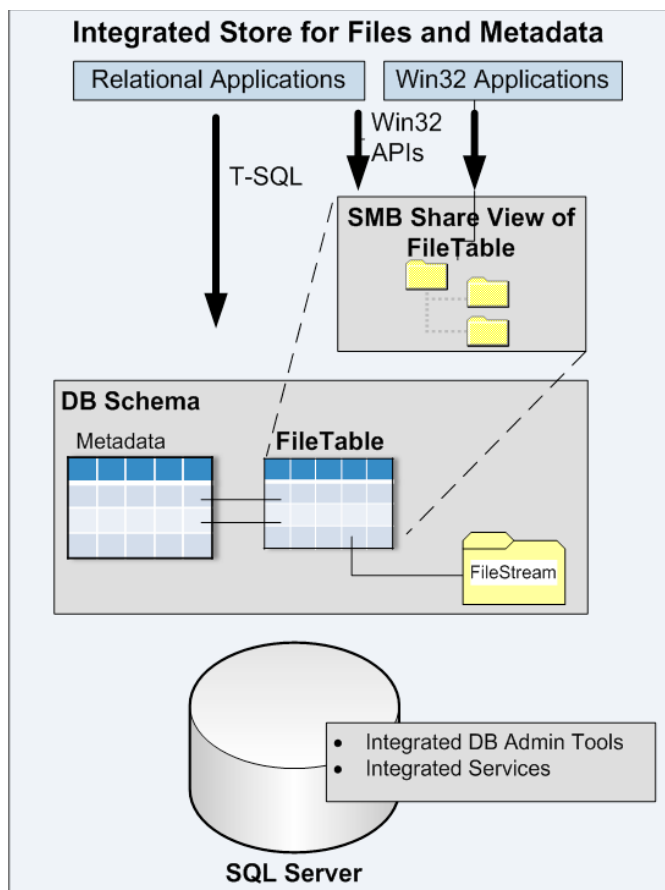 Integrated Store for Files and Metadata
Relational Applications
Win32 Applications
Win32
APIs
T-SQL
SMB Share View of
FileTable
DB Schema
Metadata
FileTable
FileStream
• Integrated DB Admin Tools
• Integrated Services
SQL Server